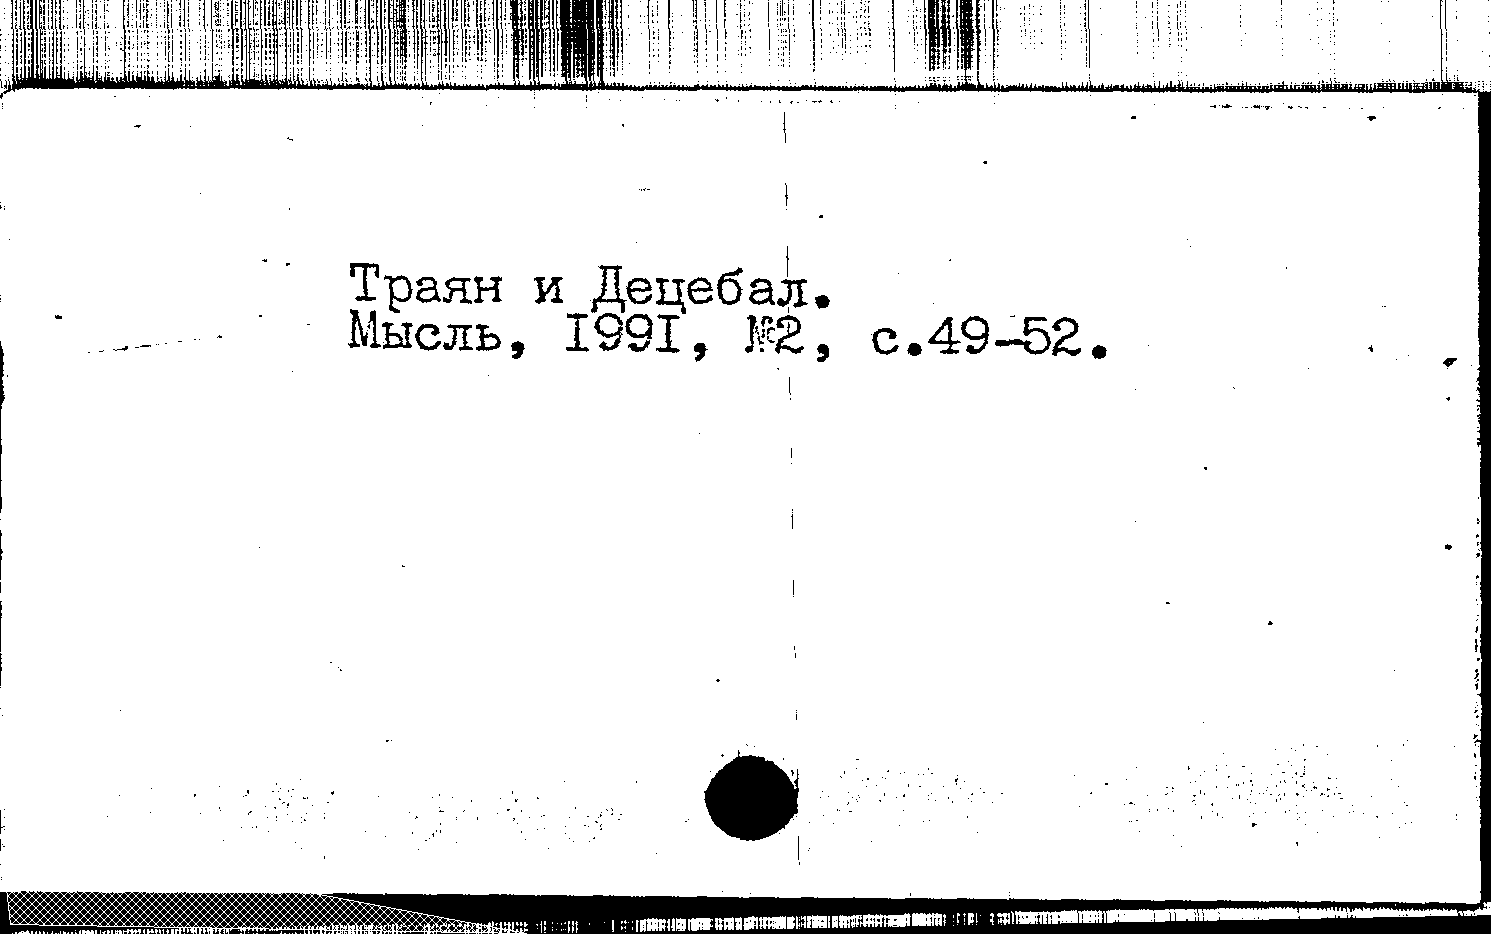 Траян и Децебал.
Мысль, I99I, №2, с.49-52.